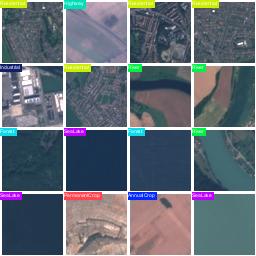 Residential
Highway
Residential
Residential
Industrial
Residential
River
River
Forest
SeaLake
Forest
River
SeaLake
PermanentCrop
AnnualCrop
SeaLake